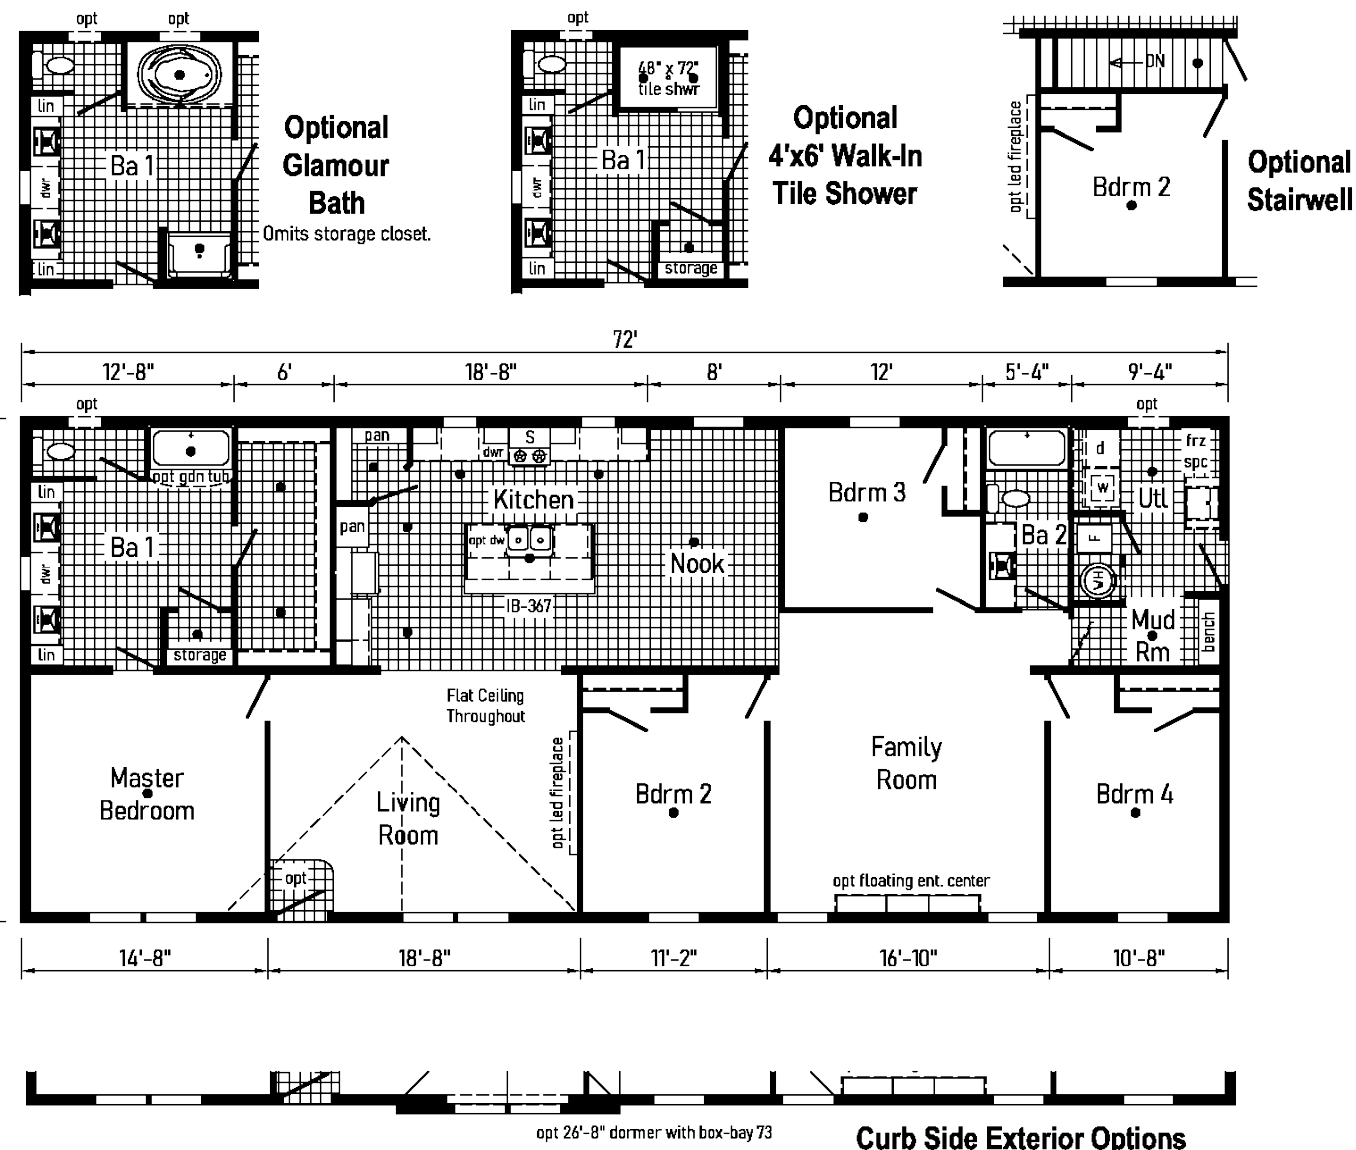 opt
opt
lin
dwr
lin
Ba 1
Optional
Glamour
Bath
Omits storage closet.
opt
48" x 72"
tile shwr
lin
dwr
lin
Ba 1
storage
Optional
4'x6' Walk-In
Tile Shower
DN
opt led fireplace
Bdrm 2
Optional
Stairwell
72'
12'-8"
6'
18'-8"
8'
12'
5'-4"
9'-4"
opt
opt
opt gdn tub
lin
dwr
lin
Ba 1
storage
pan
pan
dwr
S
Kitchen
opt dw
IB-367
Nook
Bdrm 3
Ba 2
d
W
frz
spc
Utl
F
WH
Mud
Rm
bench
Flat Ceiling
Throughout
Master
Bedroom
Living
Room
opt
opt led fireplace
Bdrm 2
Family
Room
opt floating ent. center
Bdrm 4
14'-8"
18'-8"
11'-2"
16'-10"
10'-8"
opt 26'-8" dormer with box-bay 73
Curb Side Exterior Options